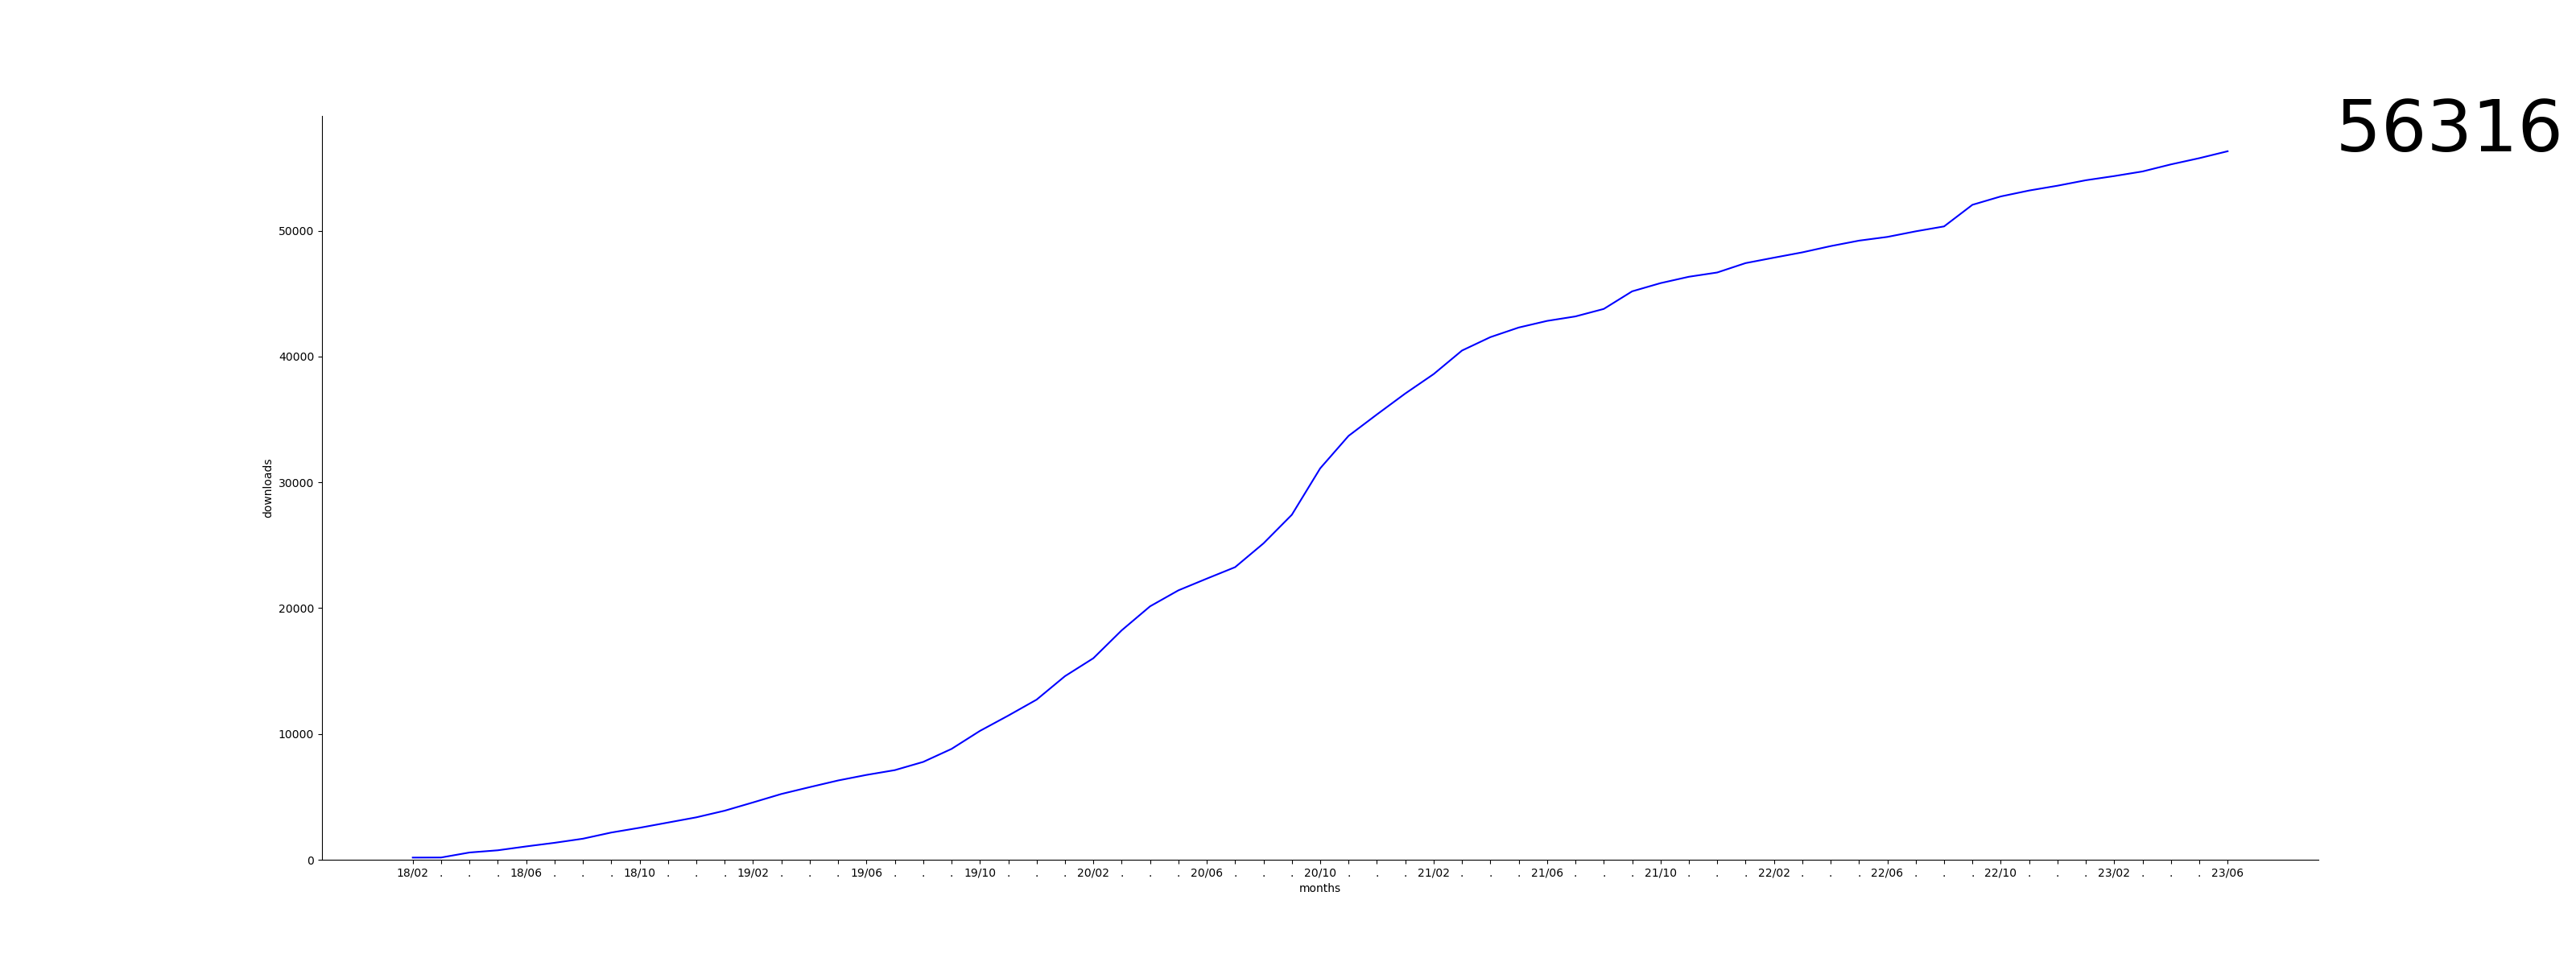 56316
50000
40000
30000
20000
10000
0
downloads
18/02 . . . 18/06 . . . 18/10 . . . 19/02 . . . 19/06 . . . 19/10 . . . 20/02 . . . 20/06 . . . 20/10 . . . 21/02 . . . 21/06 . . . 21/10 . . . 22/02 . . . 22/06 . . . 22/10 . . . 23/02 . . . 23/06
months